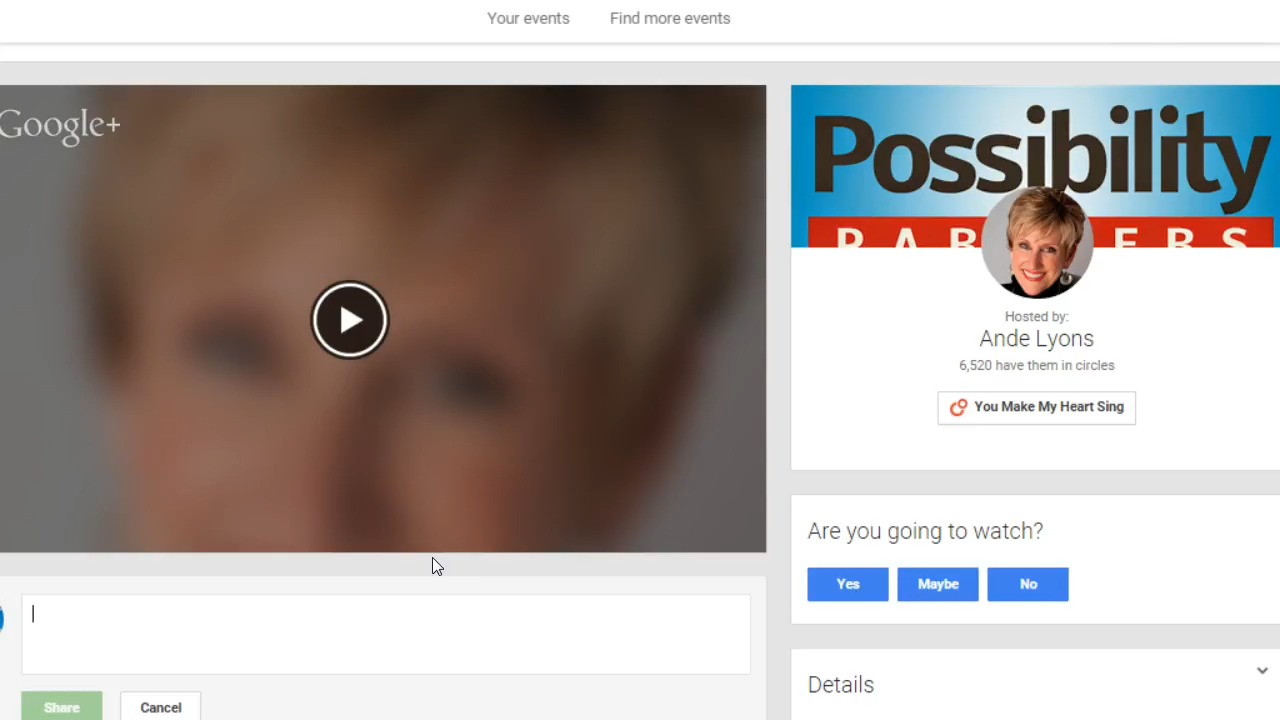 Your events Find more events
Google+
Possibility
PARTNERS
Hosted by:
Ande Lyons
6,520 have them in circles
You Make My Heart Sing
Are you going to watch?
Yes Maybe No
Details
Share Cancel